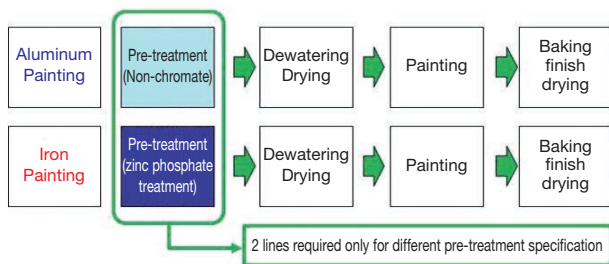 Aluminum
Painting
Pre-treatment
(Non-chromate)
Dewatering
Drying
Painting
Baking
finish
drying
Iron
Painting
Pre-treatment
(zinc phosphate
treatment)
Dewatering
Drying
Painting
Baking
finish
drying
2 lines required only for different pre-treatment specification